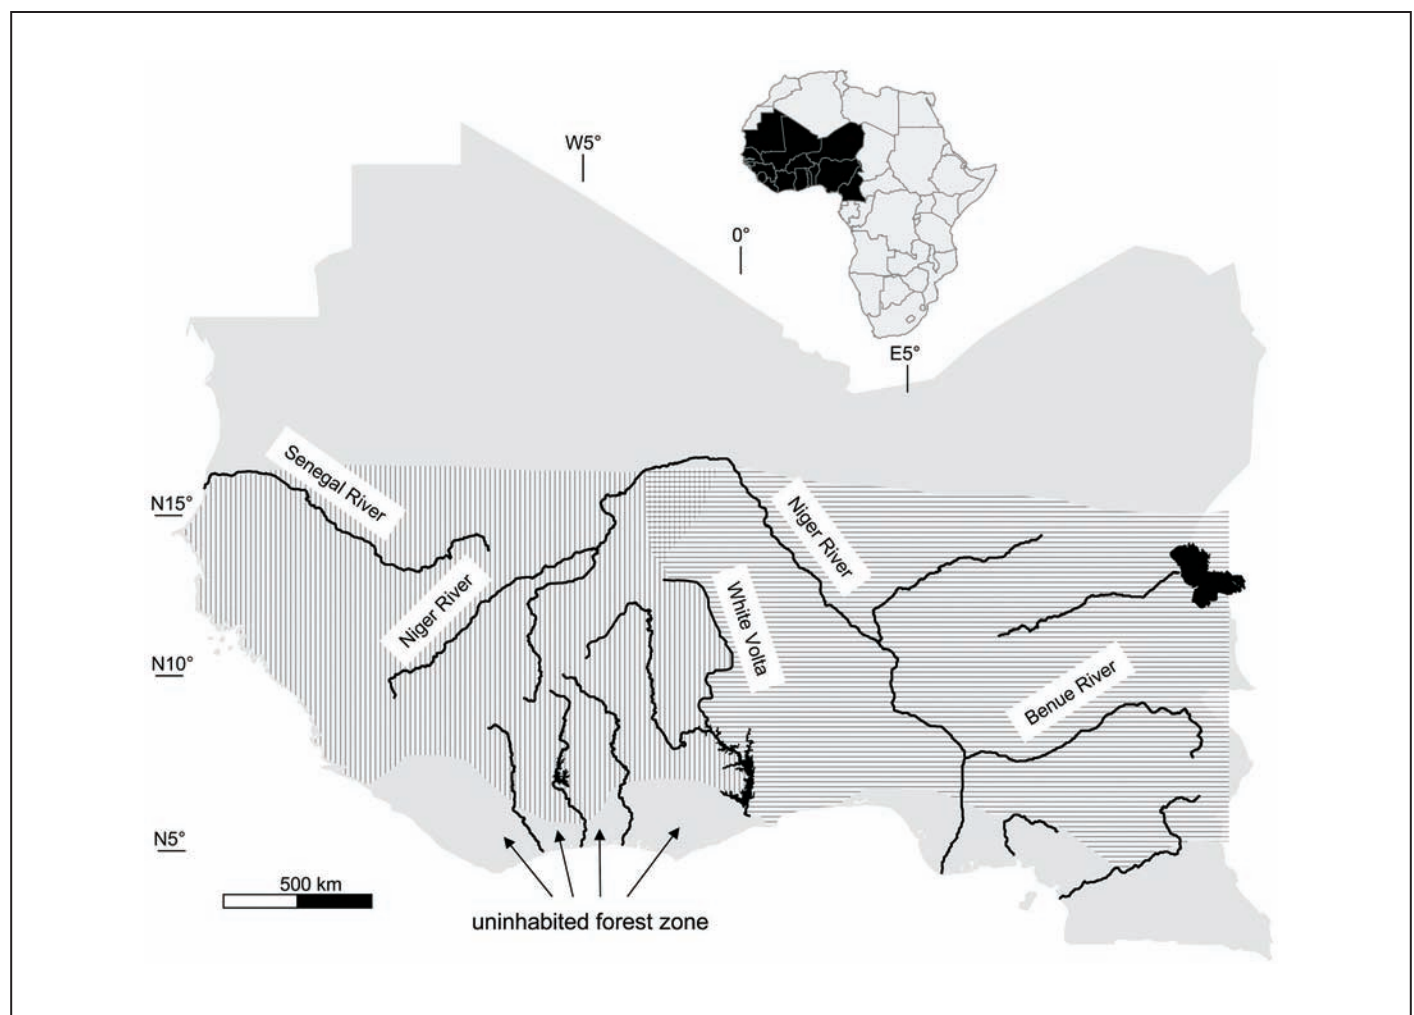 W5°
0°
E5°
Senegal River
N15°
Niger River
Niger River
White Volta
N10°
Benue River
N5°
500 km
uninhabited forest zone